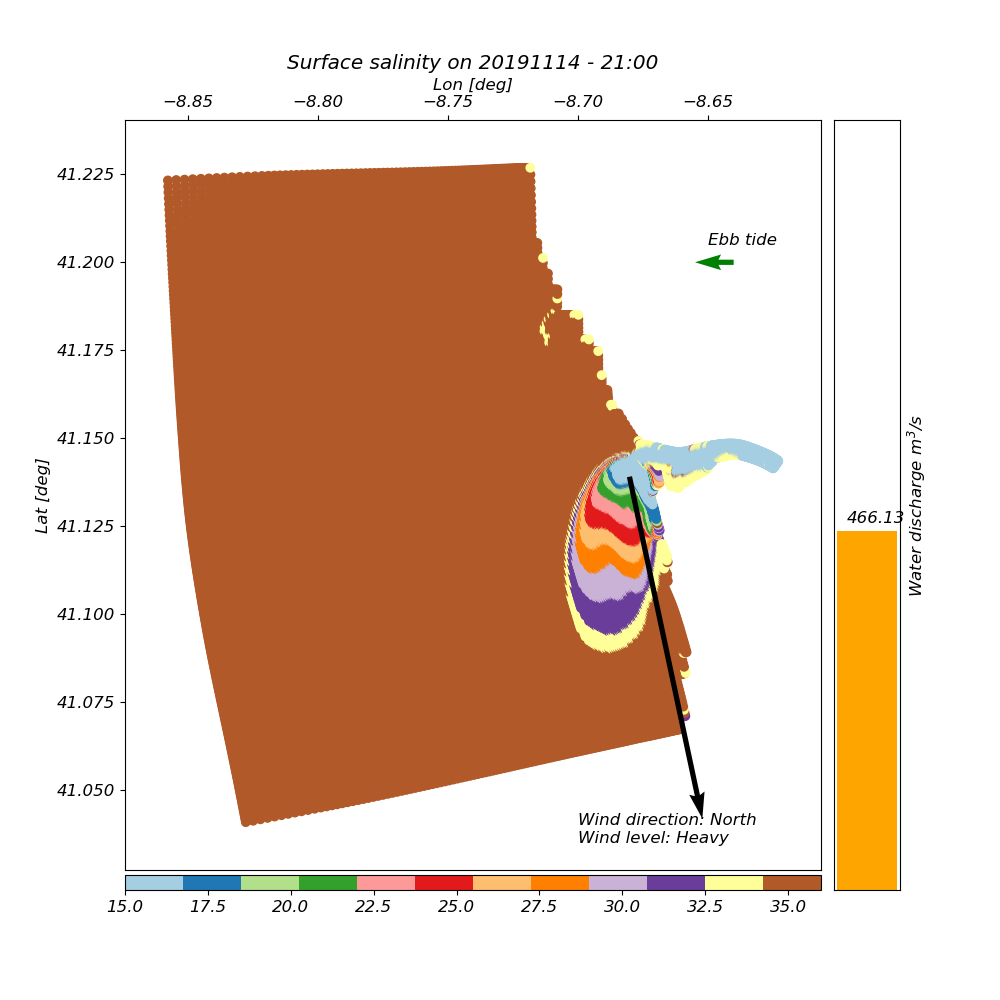 Surface salinity on 20191114 - 21:00
Lon [deg]
−8.85 −8.80 −8.75 −8.70 −8.65
41.225
41.200
41.175
41.150
41.125
41.100
41.075
41.050
Lat [deg]
Ebb tide
466.13
Water discharge m³/s
Wind direction: North
Wind level: Heavy
15.0 17.5 20.0 22.5 25.0 27.5 30.0 32.5 35.0